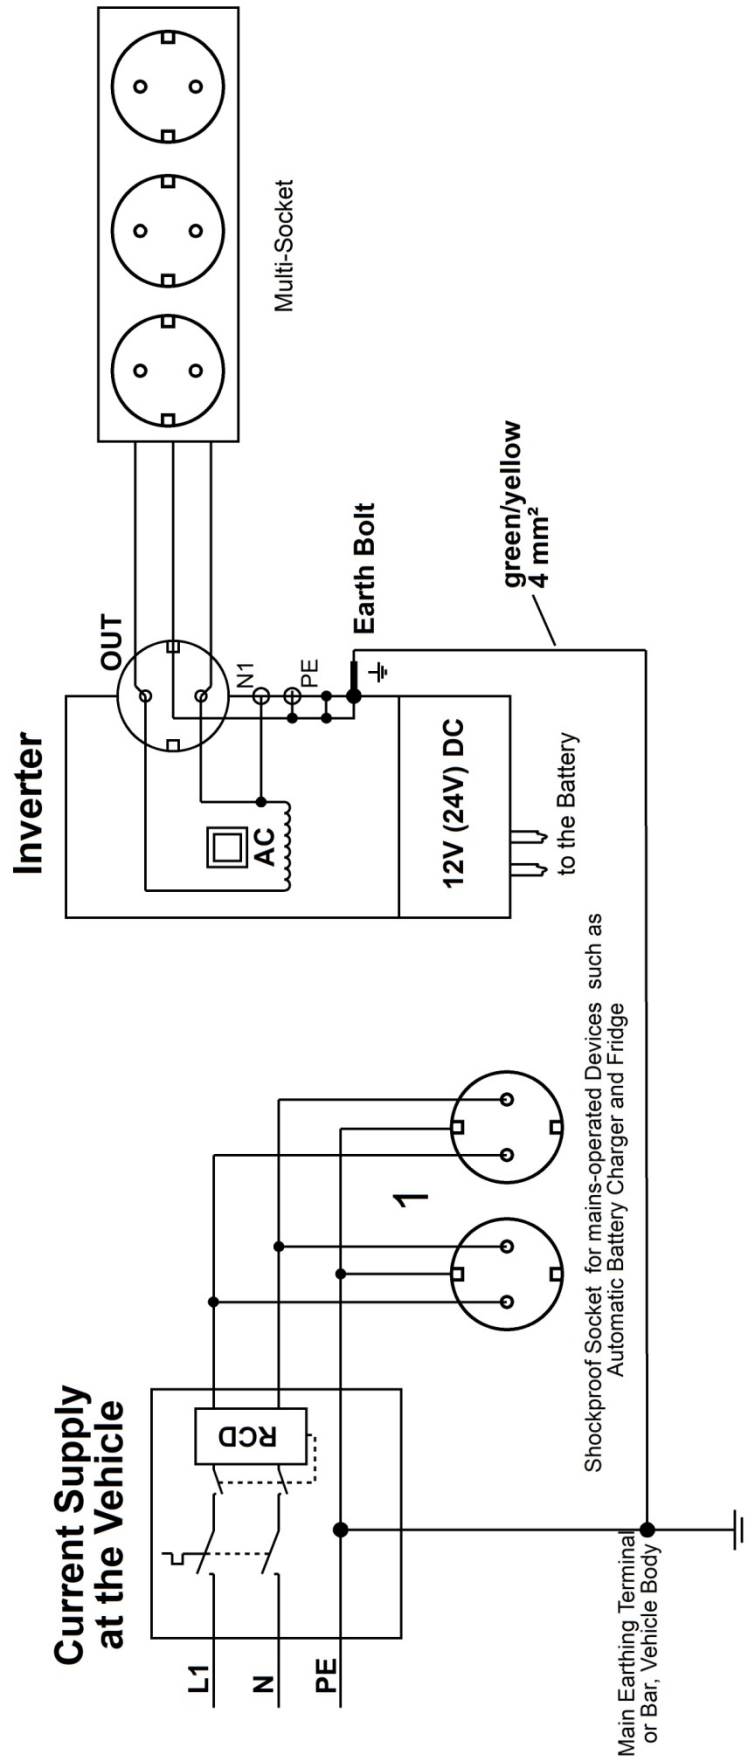 Current Supply
at the Vehicle
L1
N
PE
RCD
1
Shockproof Socket for mains-operated Devices such as
Automatic Battery Charger and Fridge
Main Earthing Terminal
or Bar, Vehicle Body
Inverter
OUT
AC
N1
PE
Earth Bolt
12V (24V) DC
to the Battery
green/yellow
4 mm²
Multi-Socket